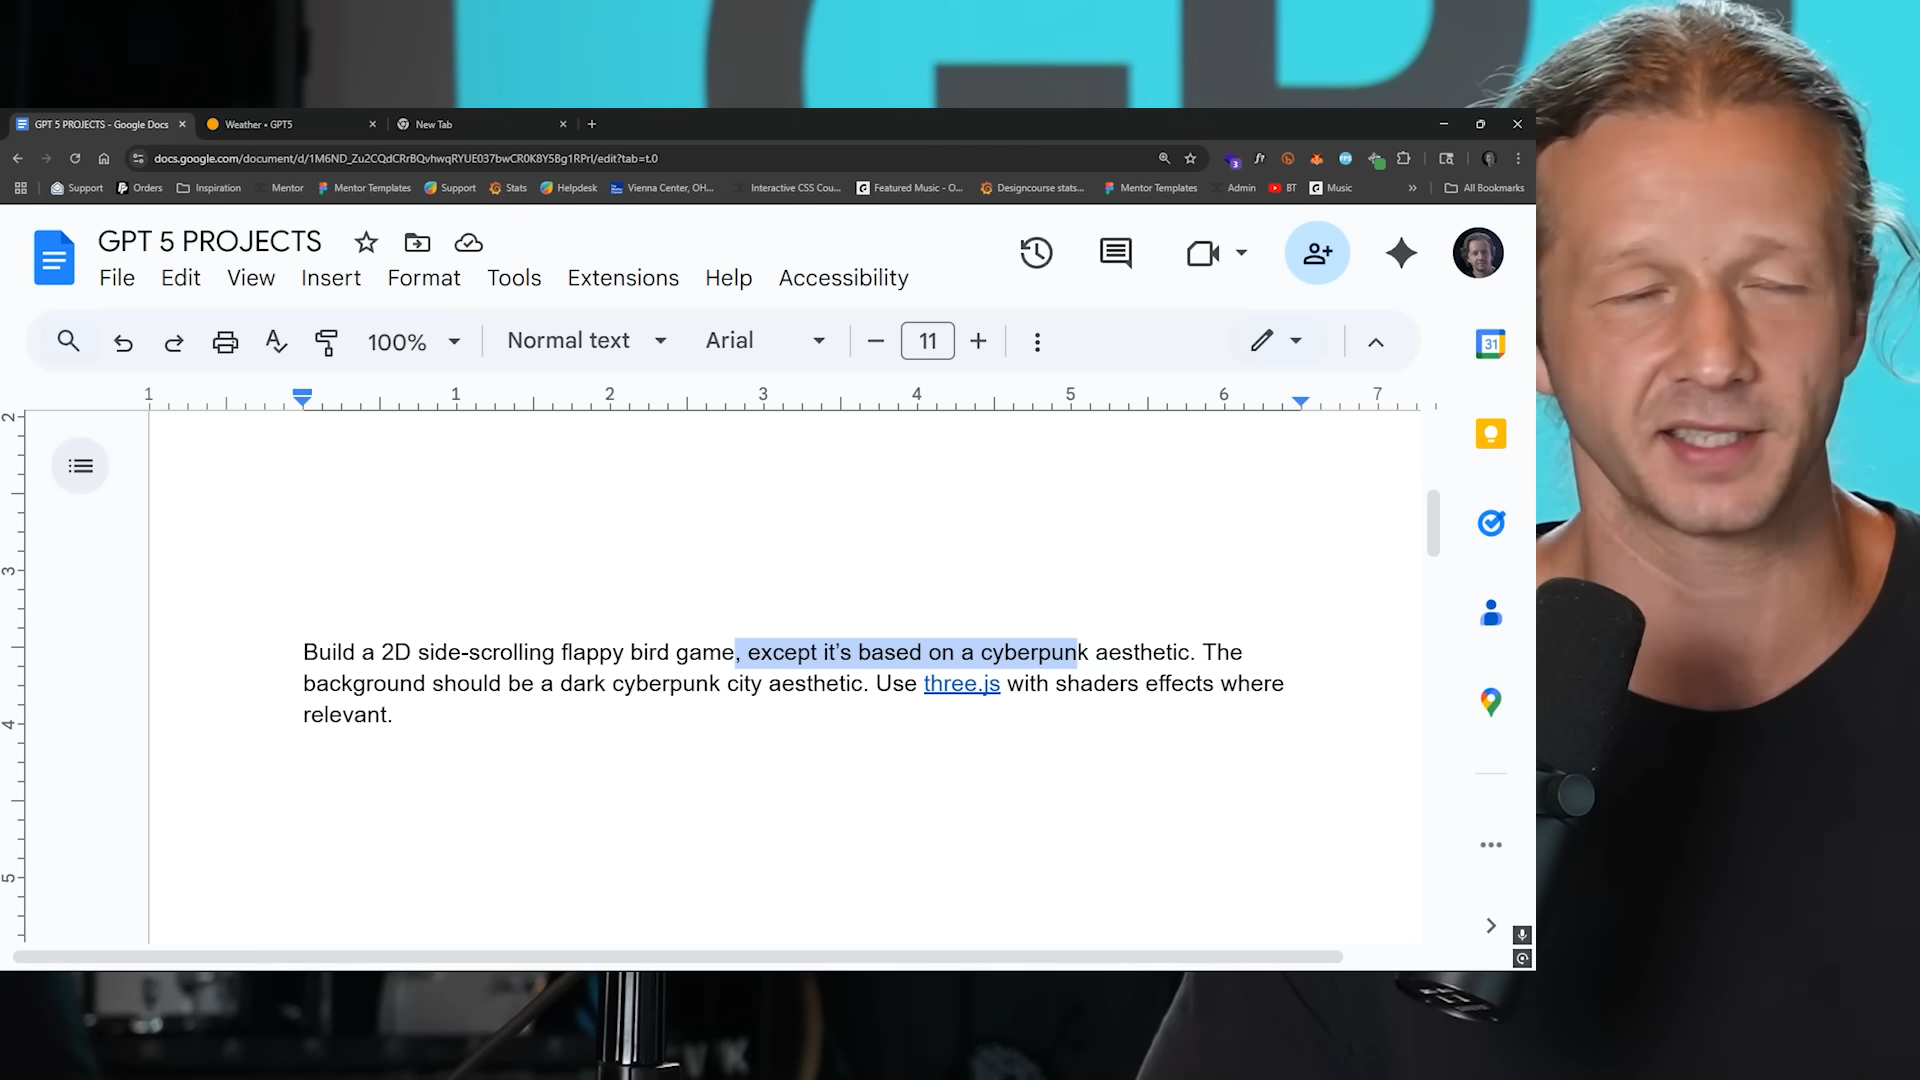 GPT 5 PROJECTS - Google Docs
Weather • GPT5
New Tab
docs.google.com/document/d/1M6ND_Zu2CQdCRrBQvhwqRYUE037bwCR0K8Y5Bg1RPrI/edit?tab=t.0
Support
Orders
Inspiration
Mentor
Mentor Templates
Support
Stats
Helpdesk
Vienna Center, OH...
Interactive CSS Cou...
Featured Music - O...
Designcourse stats...
Mentor Templates
Admin
BT
Music
All Bookmarks
GPT 5 PROJECTS
File Edit View Insert Format Tools Extensions Help Accessibility
100% Normal text Arial 11
31
1 1 2 3 4 5 6 7
2
3
4
5
Build a 2D side-scrolling flappy bird game, except it’s based on a cyberpunk aesthetic. The
background should be a dark cyberpunk city aesthetic. Use three.js with shaders effects where
relevant.